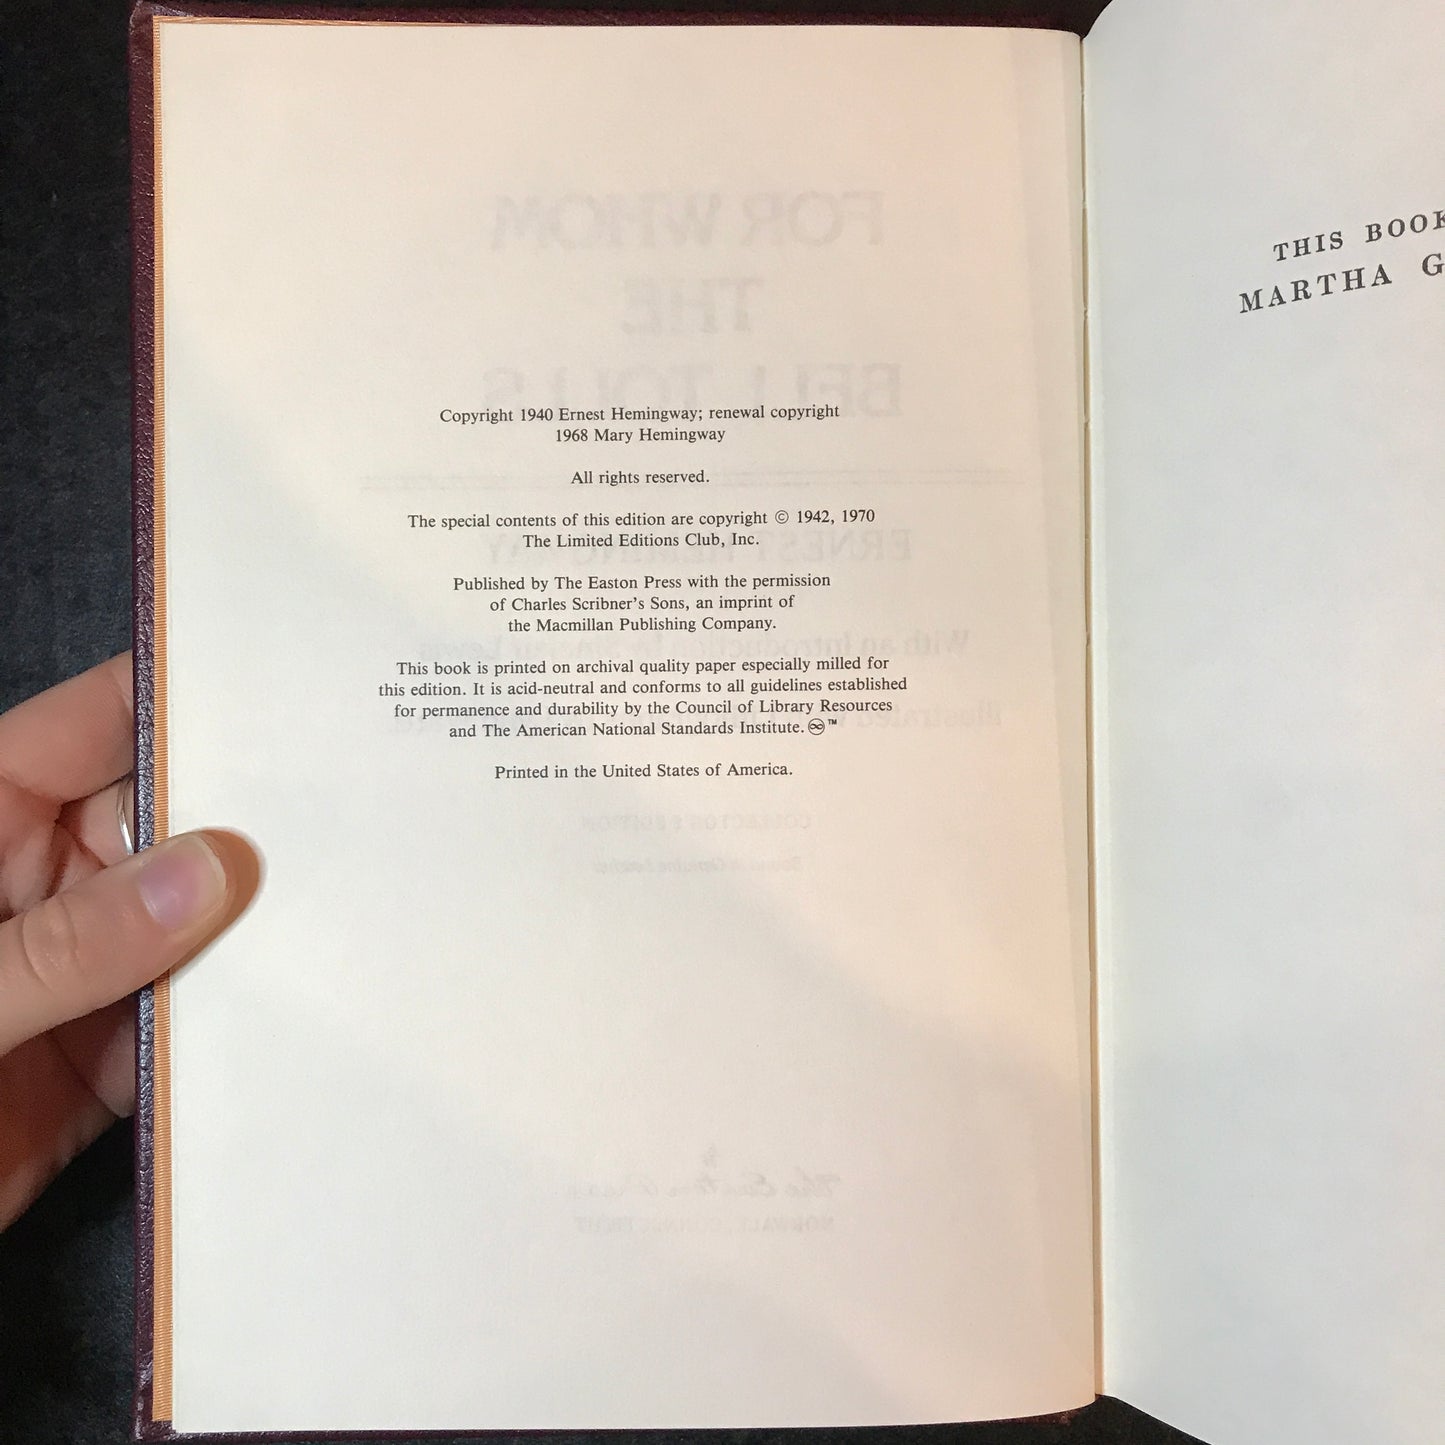 Copyright 1940 Ernest Hemingway; renewal copyright
1968 Mary Hemingway
All rights reserved.
The special contents of this edition are copyright © 1942, 1970
The Limited Editions Club, Inc.
Published by The Easton Press with the permission
of Charles Scribner's Sons, an imprint of
the Macmillan Publishing Company.
This book is printed on archival quality paper especially milled for
this edition. It is acid-neutral and conforms to all guidelines established
for permanence and durability by the Council of Library Resources
and The American National Standards Institute. ♾™
Printed in the United States of America.
THIS BOOK
MARTHA G